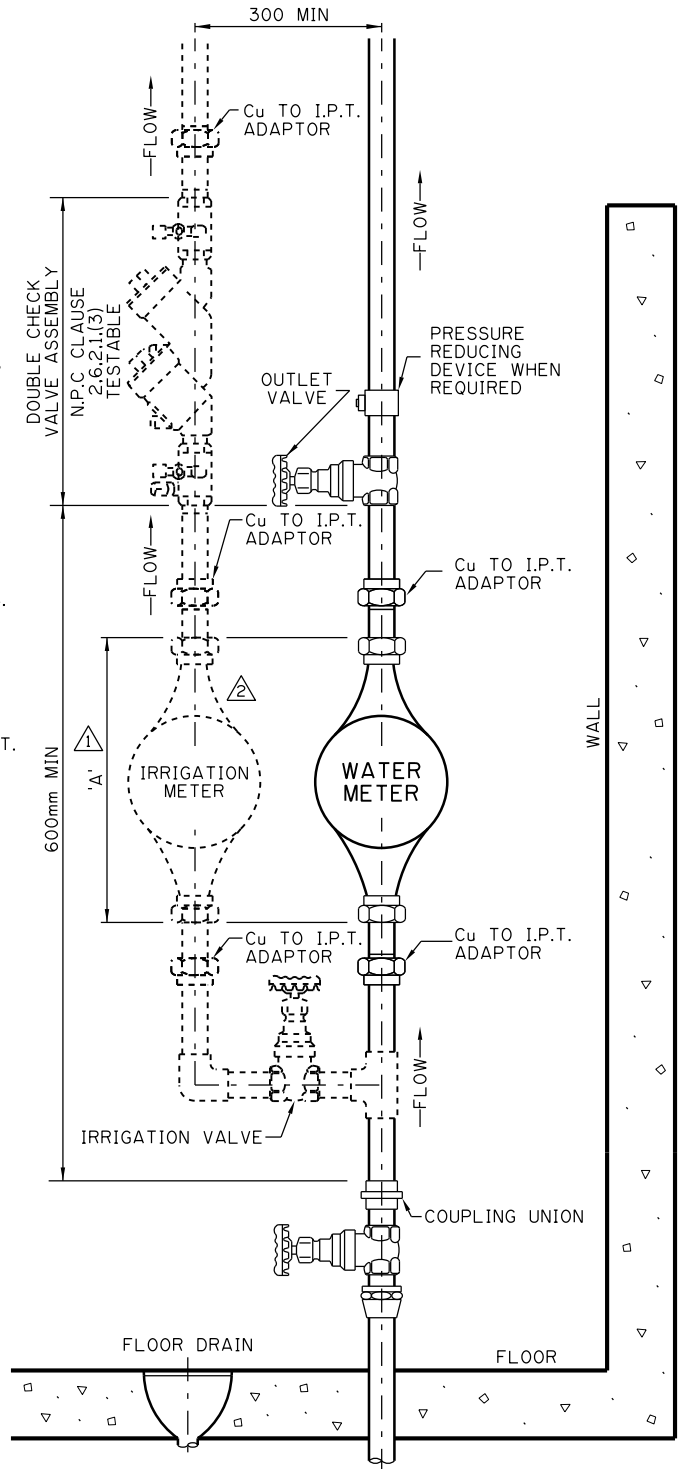 300 MIN
Cu TO I.P.T.
ADAPTOR
FLOW
FLOW
DOUBLE CHECK
VALVE ASSEMBLY
N.P.C CLAUSE
2.6.2.1.(3)
TESTABLE
PRESSURE
REDUCING
DEVICE WHEN
REQUIRED
OUTLET
VALVE
Cu TO I.P.T.
ADAPTOR
FLOW
Cu TO I.P.T.
ADAPTOR
WALL
2
1
'A'
600mm MIN
T.
IRRIGATION
METER
WATER
METER
Cu TO I.P.T.
ADAPTOR
Cu TO I.P.T.
ADAPTOR
FLOW
IRRIGATION VALVE
COUPLING UNION
FLOOR DRAIN
FLOOR